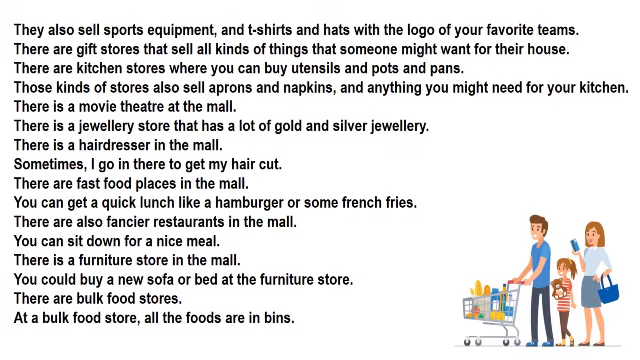 They also sell sports equipment, and t-shirts and hats with the logo of your favorite teams.
There are gift stores that sell all kinds of things that someone might want for their house.
There are kitchen stores where you can buy utensils and pots and pans.
Those kinds of stores also sell aprons and napkins, and anything you might need for your kitchen.
There is a movie theatre at the mall.
There is a jewellery store that has a lot of gold and silver jewellery.
There is a hairdresser in the mall.
Sometimes, I go in there to get my hair cut.
There are fast food places in the mall.
You can get a quick lunch like a hamburger or some french fries.
There are also fancier restaurants in the mall.
You can sit down for a nice meal.
There is a furniture store in the mall.
You could buy a new sofa or bed at the furniture store.
There are bulk food stores.
At a bulk food store, all the foods are in bins.